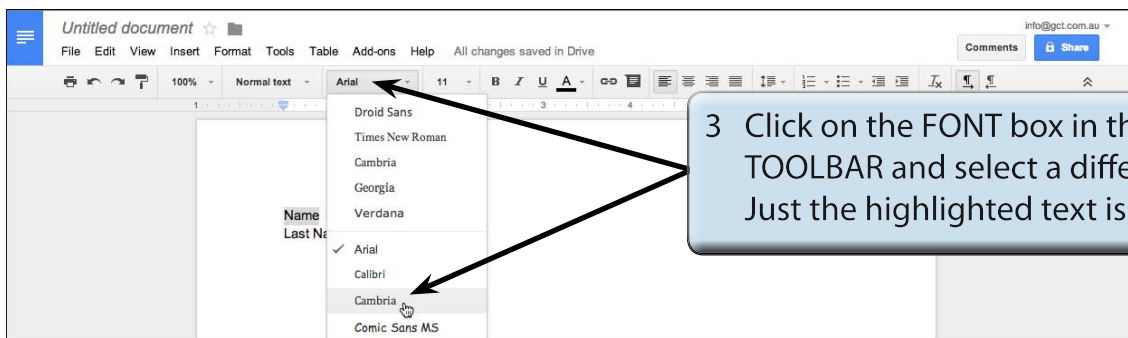 Untitled document
info@gct.com.au
File Edit View Insert Format Tools Table Add-ons Help All changes saved in Drive
Comments Share
100% Normal text Arial 11 B I U A
1 3 4
Droid Sans
Times New Roman
Cambria
Georgia
Verdana
Arial
Calibri
Cambria
Comic Sans MS
Name
Last
3 Click on the FONT box in
TOOLBAR and select a
Just the highlighted text is